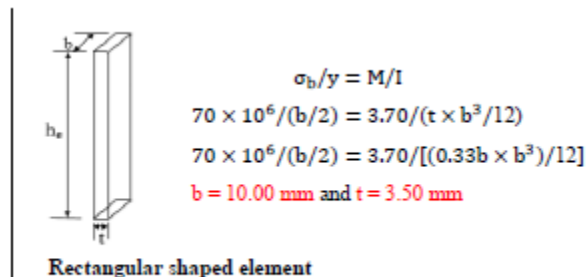 b
hₑ
t
σb/y = M/I
70 × 10⁶/(b/2) = 3.70/(t × b³/12)
70 × 10⁶/(b/2) = 3.70/[(0.33b × b³)/12]
b = 10.00 mm and t = 3.50 mm
Rectangular shaped element